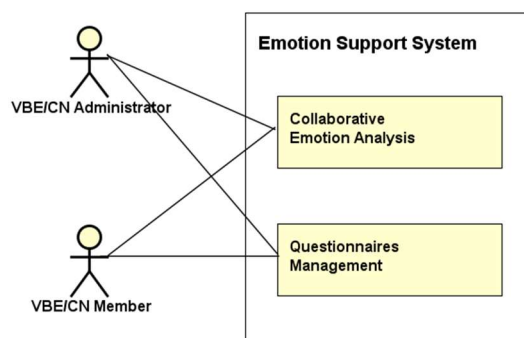 Emotion Support System
VBE/CN Administrator
Collaborative
Emotion Analysis
Questionnaires
Management
VBE/CN Member